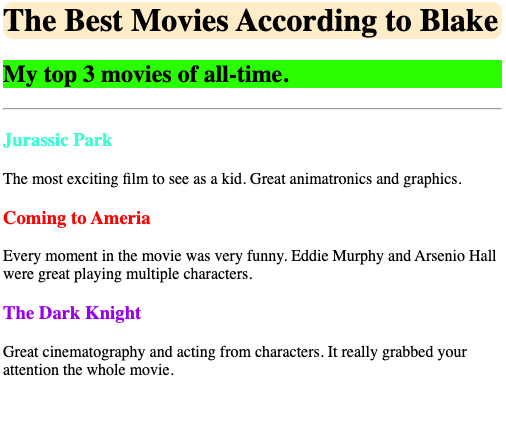 The Best Movies According to Blake
My top 3 movies of all-time.
Jurassic Park
The most exciting film to see as a kid. Great animatronics and graphics.
Coming to Ameria
Every moment in the movie was very funny. Eddie Murphy and Arsenio Hall
were great playing multiple characters.
The Dark Knight
Great cinematography and acting from characters. It really grabbed your
attention the whole movie.